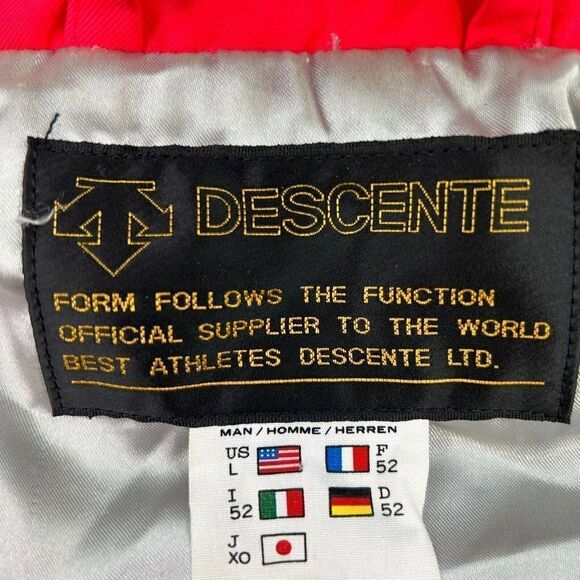 DESCENTE
FORM FOLLOWS THE FUNCTION
OFFICIAL SUPPLIER TO THE WORLD
BEST ATHLETES DESCENTE LTD.
MAN / HOMME / HERREN
US L F 52
I 52 D 52
J XO